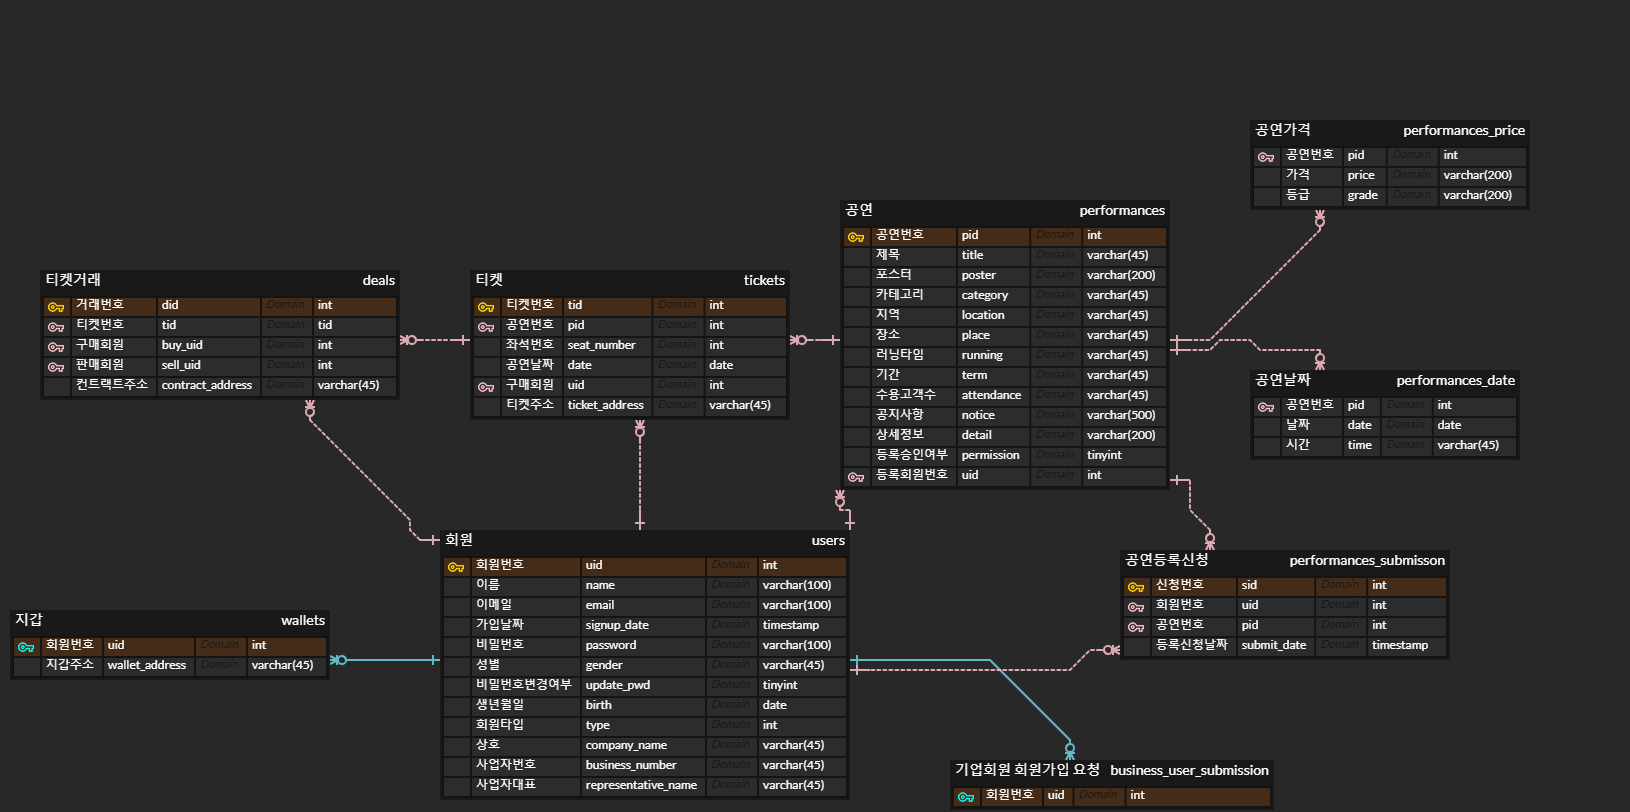 공연가격 performances_price
공연번호 pid Domain int
가격 price Domain varchar(200)
등급 grade Domain varchar(200)
공연 performances
공연번호 pid Domain int
제목 title Domain varchar(45)
포스터 poster Domain varchar(200)
카테고리 category Domain varchar(45)
지역 location Domain varchar(45)
장소 place Domain varchar(45)
러닝타임 running Domain varchar(45)
기간 term Domain varchar(45)
수용고객수 attendance Domain varchar(45)
공지사항 notice Domain varchar(500)
상세정보 detail Domain varchar(200)
등록승인여부 permission Domain tinyint
등록회원번호 uid Domain int
티켓거래 deals
거래번호 did Domain int
티켓번호 tid Domain tid
구매회원 buy_uid Domain int
판매회원 sell_uid Domain int
컨트랙트주소 contract_address Domain varchar(45)
티켓 tickets
티켓번호 tid Domain int
공연번호 pid Domain int
좌석번호 seat_number Domain int
공연날짜 date Domain date
구매회원 uid Domain int
티켓주소 ticket_address Domain varchar(45)
공연날짜 performances_date
공연번호 pid Domain int
날짜 date Domain date
시간 time Domain varchar(45)
회원 users
회원번호 uid Domain int
이름 name Domain varchar(100)
이메일 email Domain varchar(100)
가입날짜 signup_date Domain timestamp
비밀번호 password Domain varchar(100)
성별 gender Domain varchar(45)
비밀번호변경여부 update_pwd Domain tinyint
생년월일 birth Domain date
회원타입 type Domain int
상호 company_name Domain varchar(45)
사업자번호 business_number Domain varchar(45)
사업자대표 representative_name Domain varchar(45)
공연등록신청 performances_submisson
신청번호 sid Domain int
회원번호 uid Domain int
공연번호 pid Domain int
등록신청날짜 submit_date Domain timestamp
지갑 wallets
회원번호 uid Domain int
지갑주소 wallet_address Domain varchar(45)
기업회원 회원가입 요청 business_user_submission
회원번호 uid Domain int